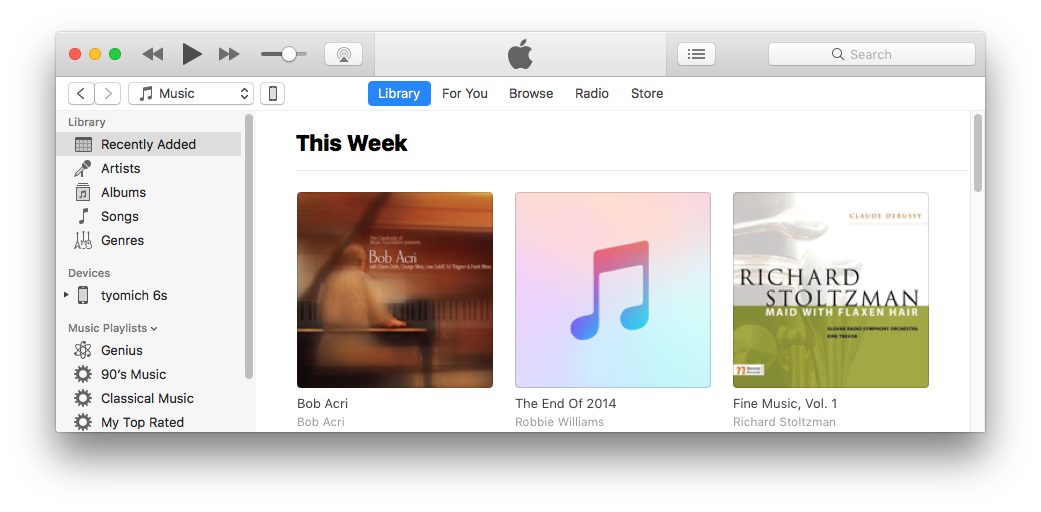 Search
Music
Library
For You
Browse
Radio
Store
Library
Recently Added
Artists
Albums
Songs
Genres
Devices
tyomich 6s
Music Playlists
Genius
90's Music
Classical Music
My Top Rated
This Week
Bob Acri
Bob Acri
Bob Acri
The End Of 2014
Robbie Williams
CLAUDE DEBUSSY
RICHARD
STOLTZMAN
MAID WITH FLAXEN HAIR
SLOVAK RADIO SYMPHONY ORCHESTRA
KIRK TREVOR
Fine Music, Vol. 1
Richard Stoltzman